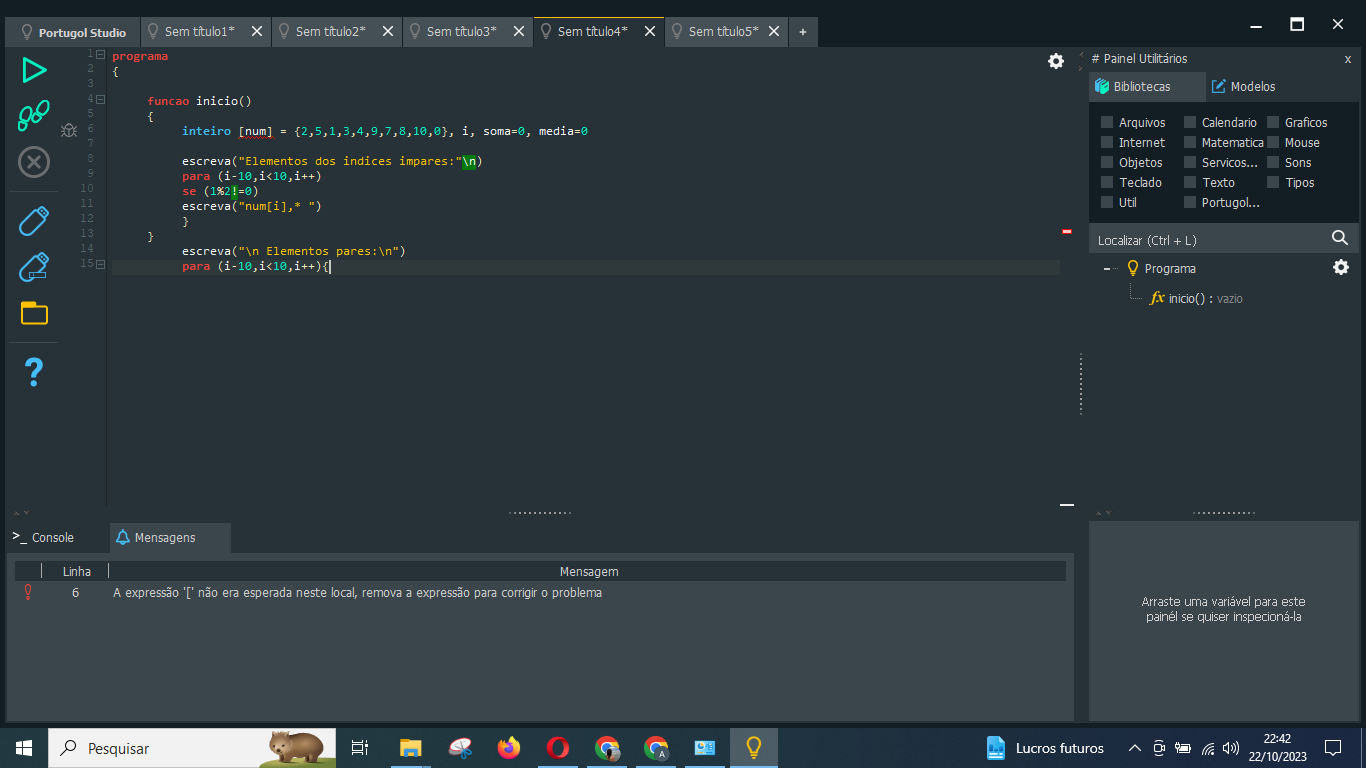 Portugol Studio
Sem título1*
Sem título2*
Sem título3*
Sem título4*
Sem título5*
+
1 programa
2 {
3
4 funcao inicio()
5 {
6 inteiro [num] = {2,5,1,3,4,9,7,8,10,0}, i, soma=0, media=0
7
8 escreva("Elementos dos indices impares:"\n)
9 para (i-10,i<10,i++)
10 se (1%2!=0)
11 escreva("num[i],* ")
12 }
13 }
14 escreva("\n Elementos pares:\n")
15 para (i-10,i<10,i++){
# Painel Utilitários x
Bibliotecas
Modelos
Arquivos Calendario Graficos
Internet Matematica Mouse
Objetos Servicos... Sons
Teclado Texto Tipos
Util Portugol...
Localizar (Ctrl + L)
Programa
fx inicio() : vazio
Arraste uma variável para este
painél se quiser inspecioná-la
>_ Console
Mensagens
Linha Mensagem
6 A expressão '[' não era esperada neste local, remova a expressão para corrigir o problema
Pesquisar
A
Lucros futuros
22:42
22/10/2023